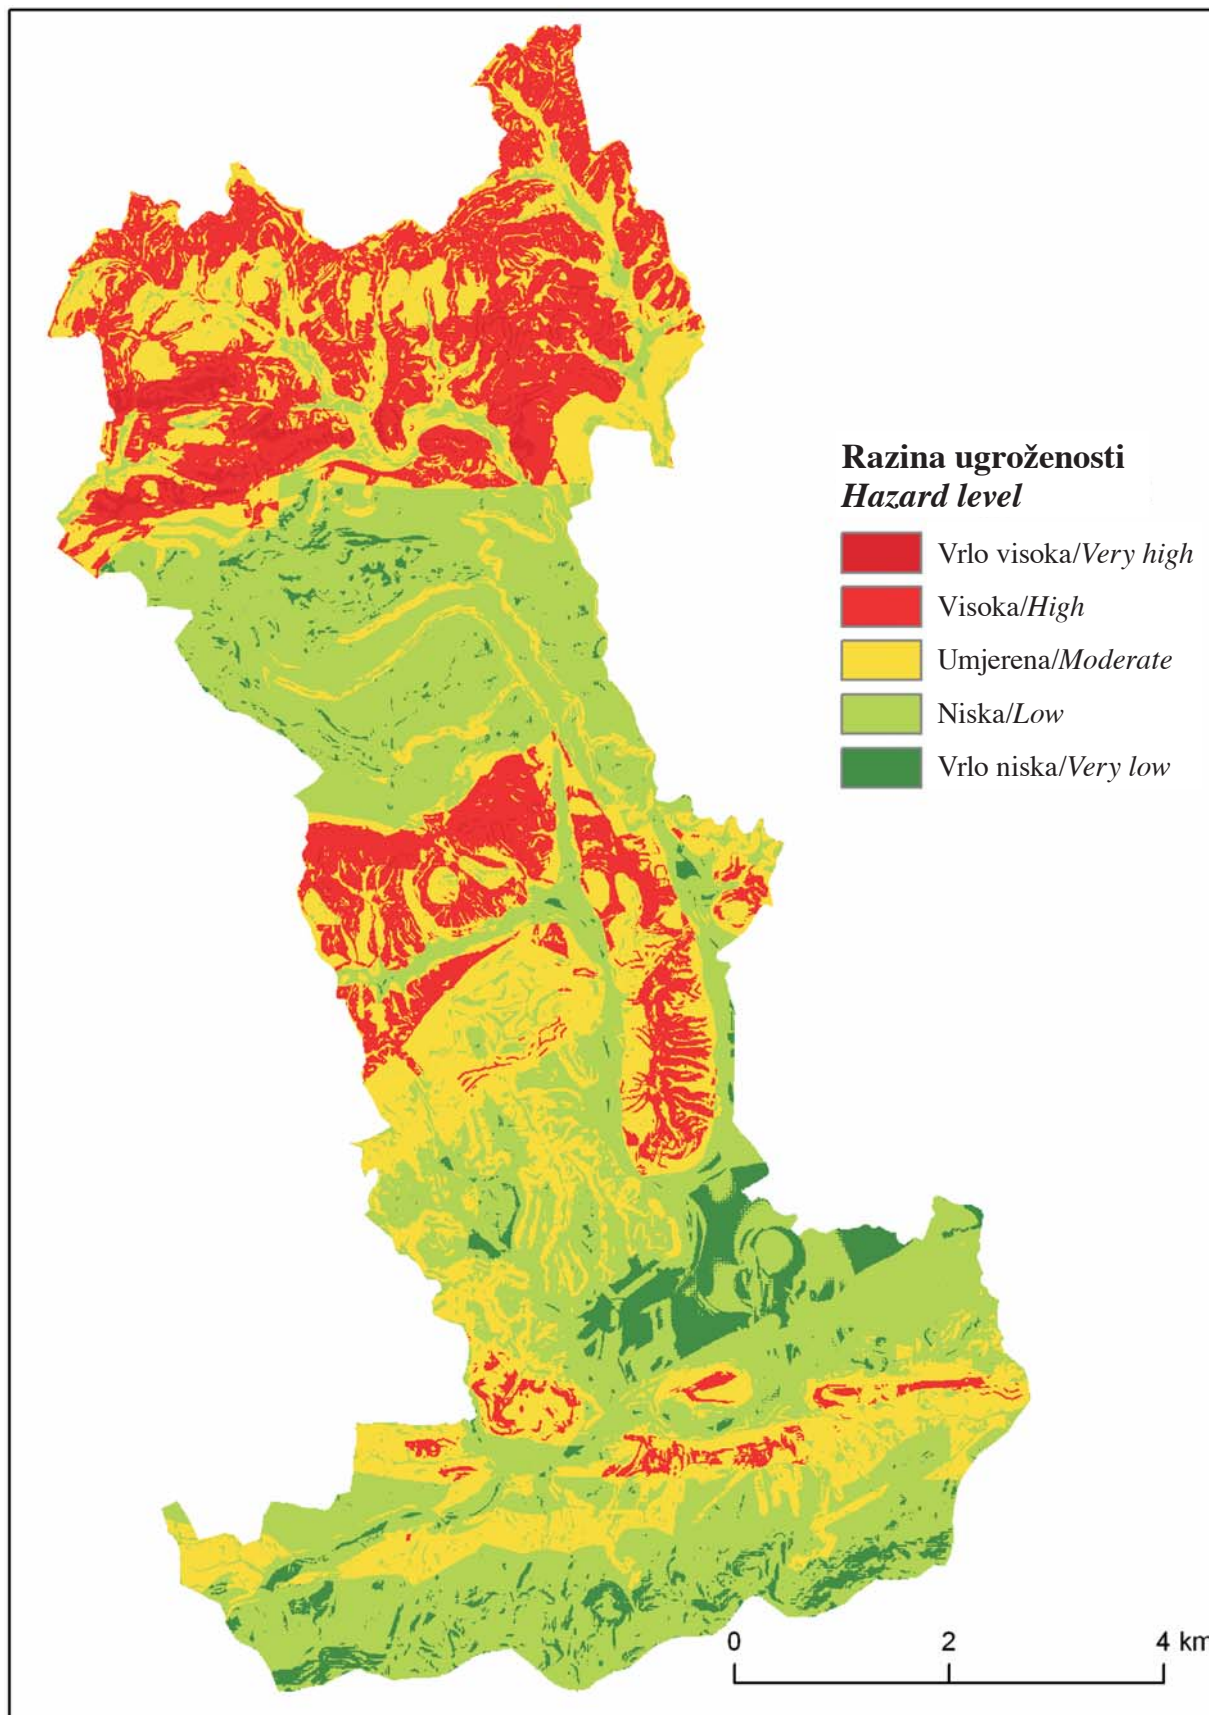 Razina ugroženosti
Hazard level
Vrlo visoka/Very high
Visoka/High
Umjerena/Moderate
Niska/Low
Vrlo niska/Very low
0 2 4 km